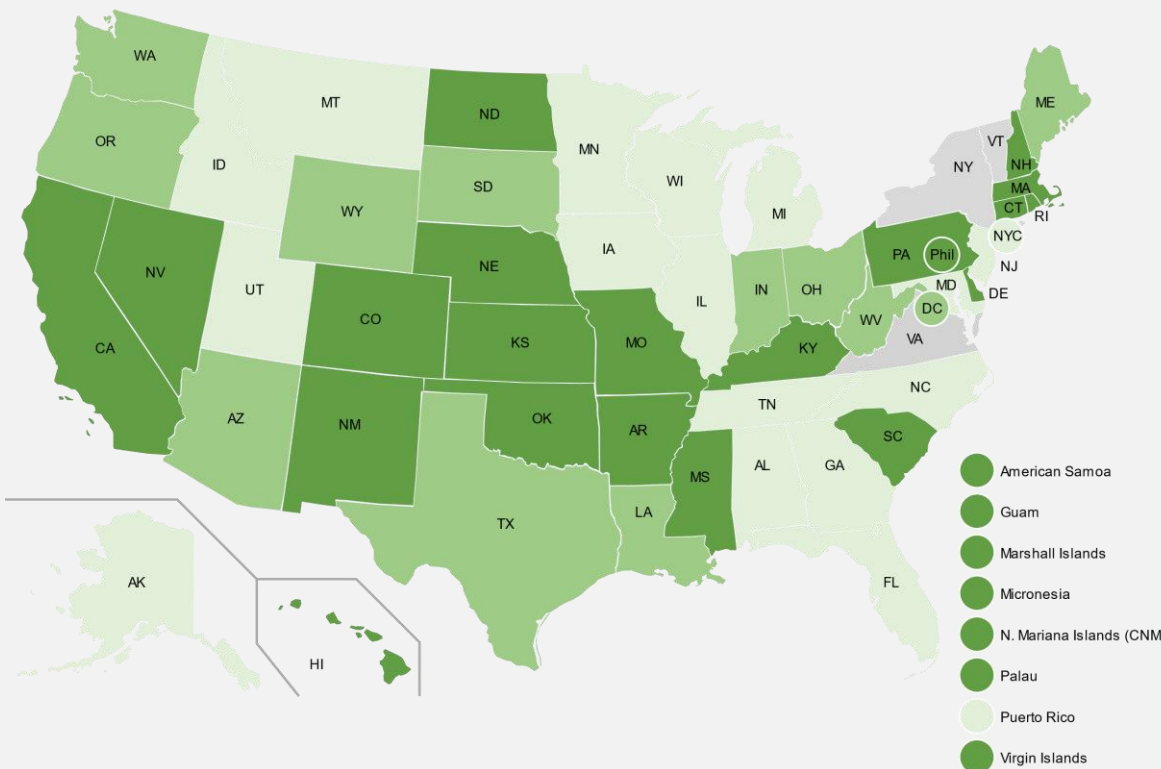 WA
MT
ND
ME
OR
ID
MN
VT
NY
NH
SD
WI
WY
MA
MI
CT
RI
NYC
IA
NE
PA
Phil
NV
NJ
UT
MD
IN
OH
DE
IL
DC
CO
WV
CA
KS
MO
VA
KY
NC
TN
AZ
NM
OK
AR
SC
MS
AL
GA
American Samoa
TX
LA
Guam
Marshall Islands
AK
FL
Micronesia
N. Mariana Islands (CNM
HI
Palau
Puerto Rico
Virgin Islands